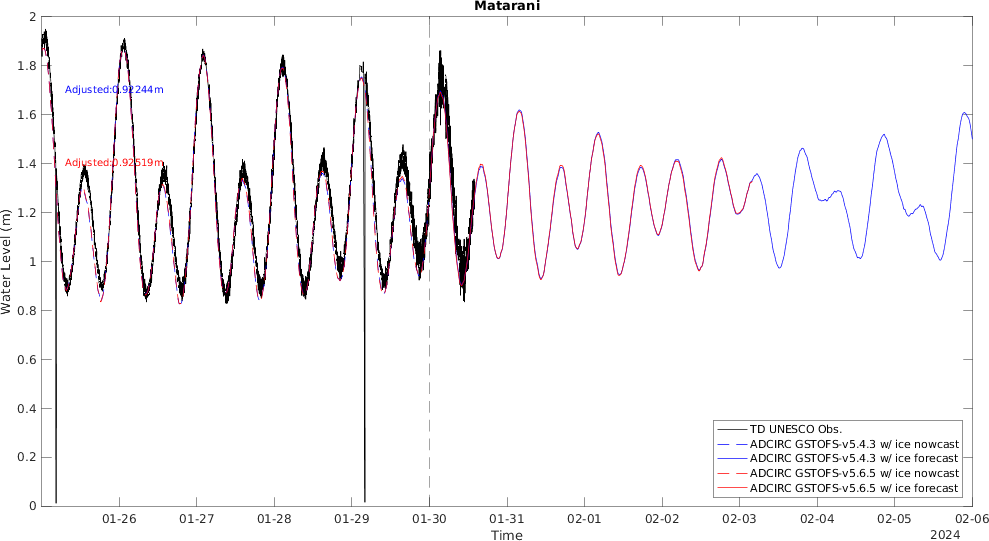 Matarani
2
1.8
1.6
1.4
1.2
1
0.8
0.6
0.4
0.2
0
Water Level (m)
Adjusted:0.92244m
Adjusted:0.92519m
TD UNESCO Obs.
ADCIRC GSTOFS-v5.4.3 w/ ice nowcast
ADCIRC GSTOFS-v5.4.3 w/ ice forecast
ADCIRC GSTOFS-v5.6.5 w/ ice nowcast
ADCIRC GSTOFS-v5.6.5 w/ ice forecast
01-26 01-27 01-28 01-29 01-30 01-31 02-01 02-02 02-03 02-04 02-05 02-06
Time
2024